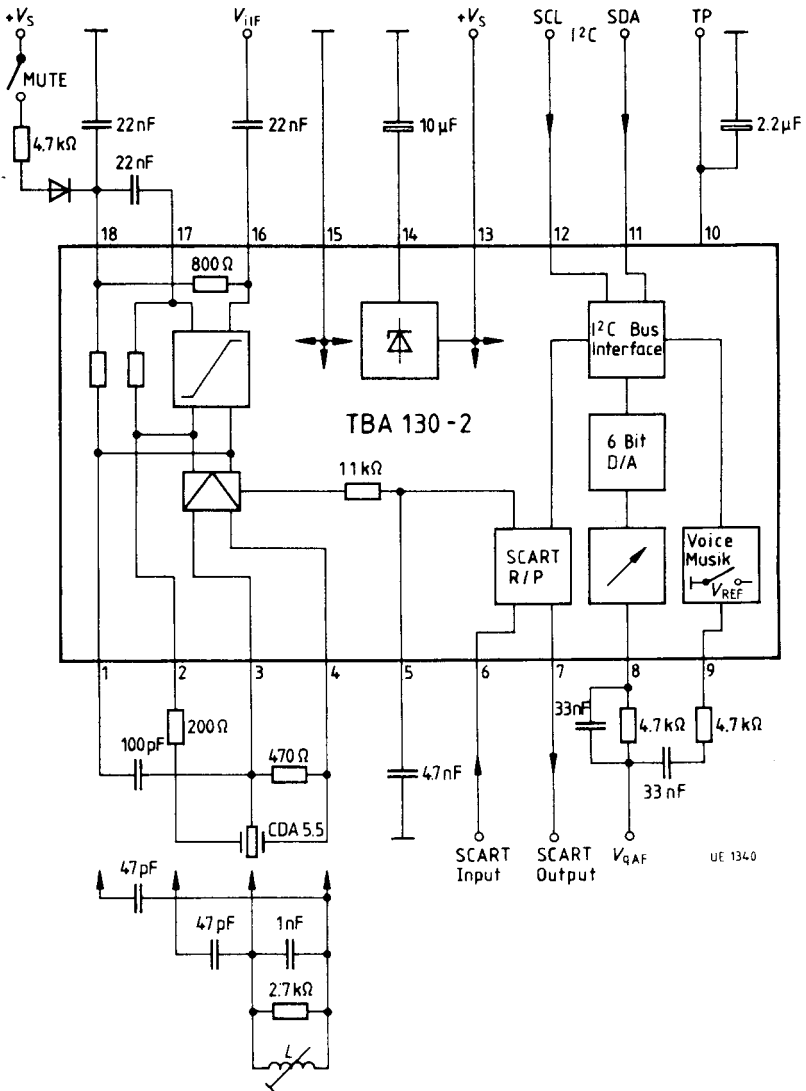 +VS
ViIF
+VS
SCL
I²C
SDA
TP
MUTE
22nF
22nF
10µF
2.2µF
4.7kΩ
22nF
18
17
16
15
14
13
12
11
10
800Ω
I²C Bus
Interface
TBA 130-2
6 Bit
D/A
11kΩ
SCART
R/P
Voice
Musik
VREF
1
2
3
4
5
6
7
8
9
200Ω
33nF
4.7kΩ
4.7kΩ
100pF
470Ω
4.7nF
33nF
CDA 5.5
SCART
Input
SCART
Output
VqAF
UE 1340
47pF
47pF
1nF
2.7kΩ
L